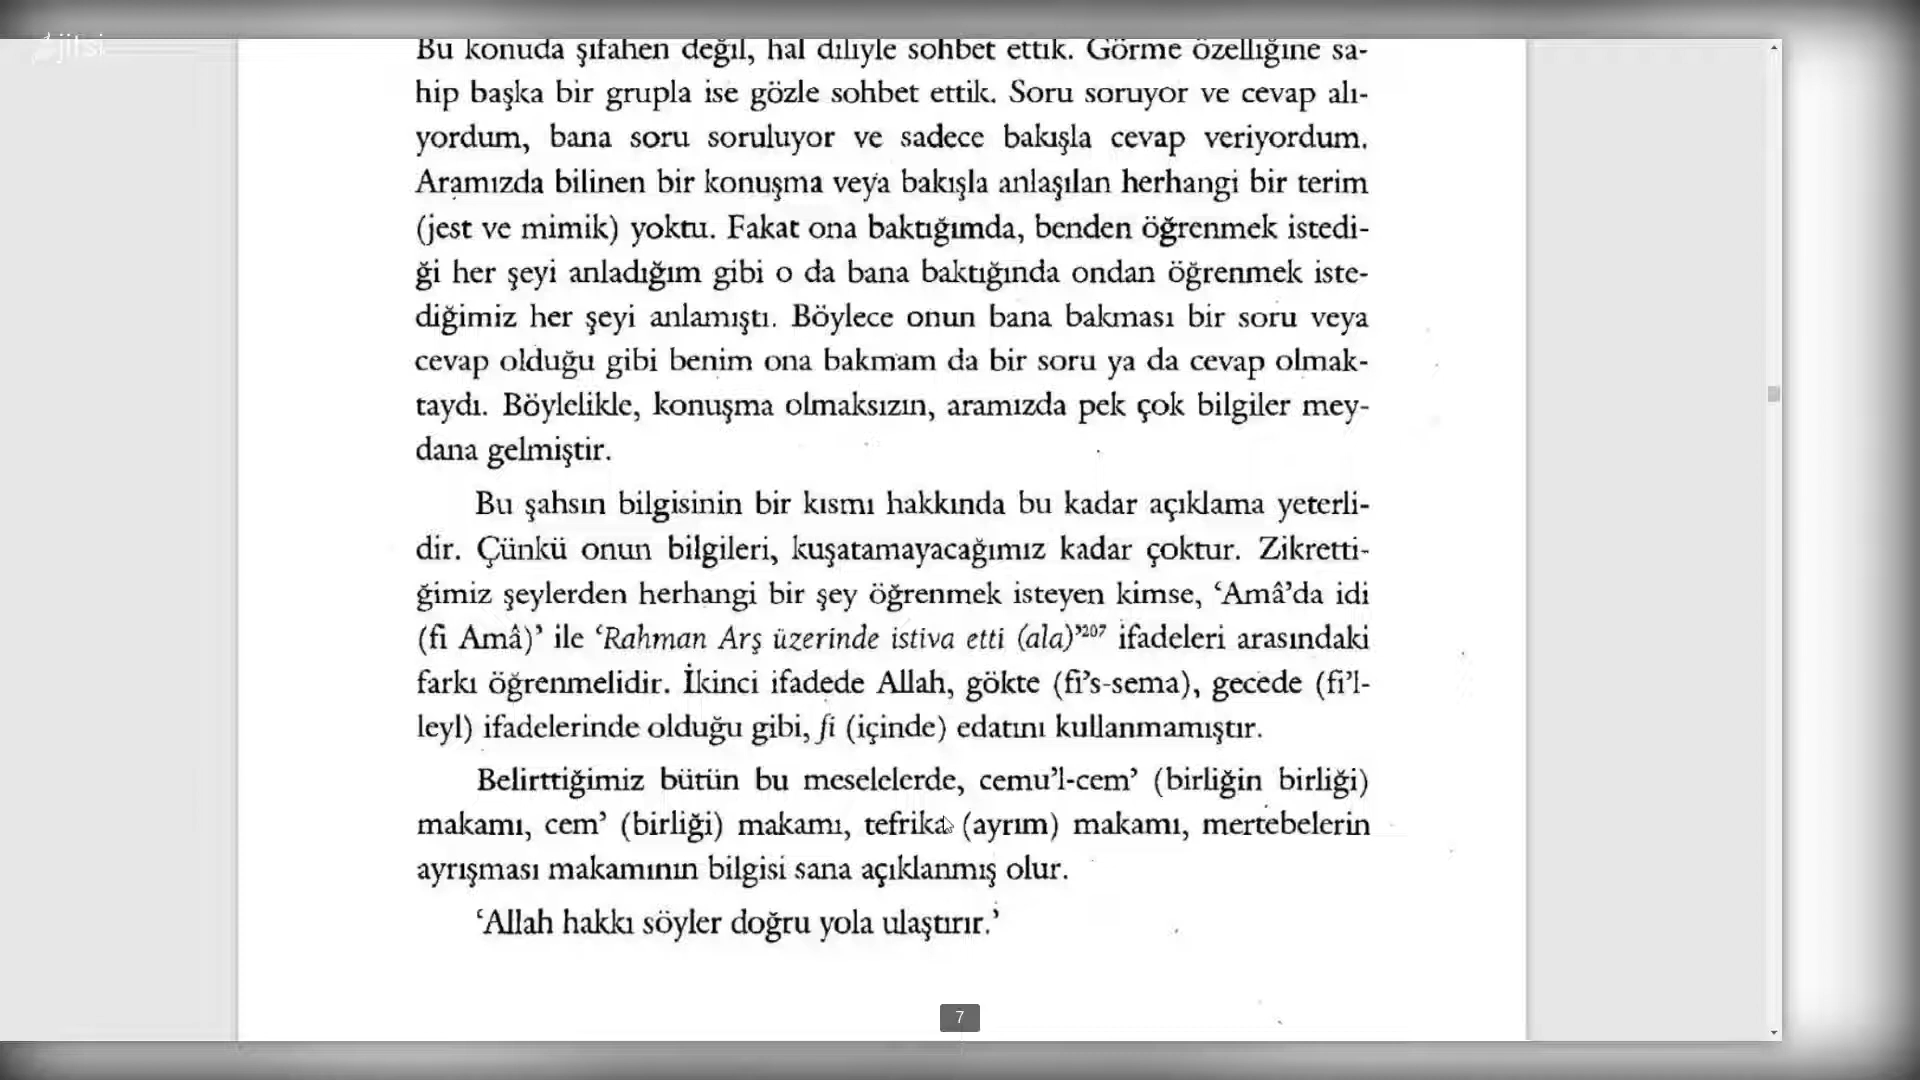 jitsi
Bu konuda şifahen değil, hal diliyle sohbet ettik. Görme özelliğine sa-
hip başka bir grupla ise gözle sohbet ettik. Soru soruyor ve cevap alı-
yordum, bana soru soruluyor ve sadece bakışla cevap veriyordum.
Aramızda bilinen bir konuşma veya bakışla anlaşılan herhangi bir terim
(jest ve mimik) yoktu. Fakat ona baktığımda, benden öğrenmek istedi-
ği her şeyi anladığım gibi o da bana baktığında ondan öğrenmek iste-
diğimiz her şeyi anlamıştı. Böylece onun bana bakması bir soru veya
cevap olduğu gibi benim ona bakmam da bir soru ya da cevap olmak-
taydı. Böylelikle, konuşma olmaksızın, aramızda pek çok bilgiler mey-
dana gelmiştir.
Bu şahsın bilgisinin bir kısmı hakkında bu kadar açıklama yeterli-
dir. Çünkü onun bilgileri, kuşatamayacağımız kadar çoktur. Zikretti-
ğimiz şeylerden herhangi bir şey öğrenmek isteyen kimse, ‘Amâ’da idi
(fi Amâ)’ ile ‘Rahman Arş üzerinde istiva etti (ala)’²⁰⁷ ifadeleri arasındaki
farkı öğrenmelidir. İkinci ifadede Allah, gökte (fi’s-sema), gecede (fi’l-
leyl) ifadelerinde olduğu gibi, fi (içinde) edatını kullanmamıştır.
Belirttiğimiz bütün bu meselelerde, cemu’l-cem’ (birliğin birliği)
makamı, cem’ (birliği) makamı, tefrika (ayrım) makamı, mertebelerin
ayrışması makamının bilgisi sana açıklanmış olur.
‘Allah hakkı söyler doğru yola ulaştırır.’
7